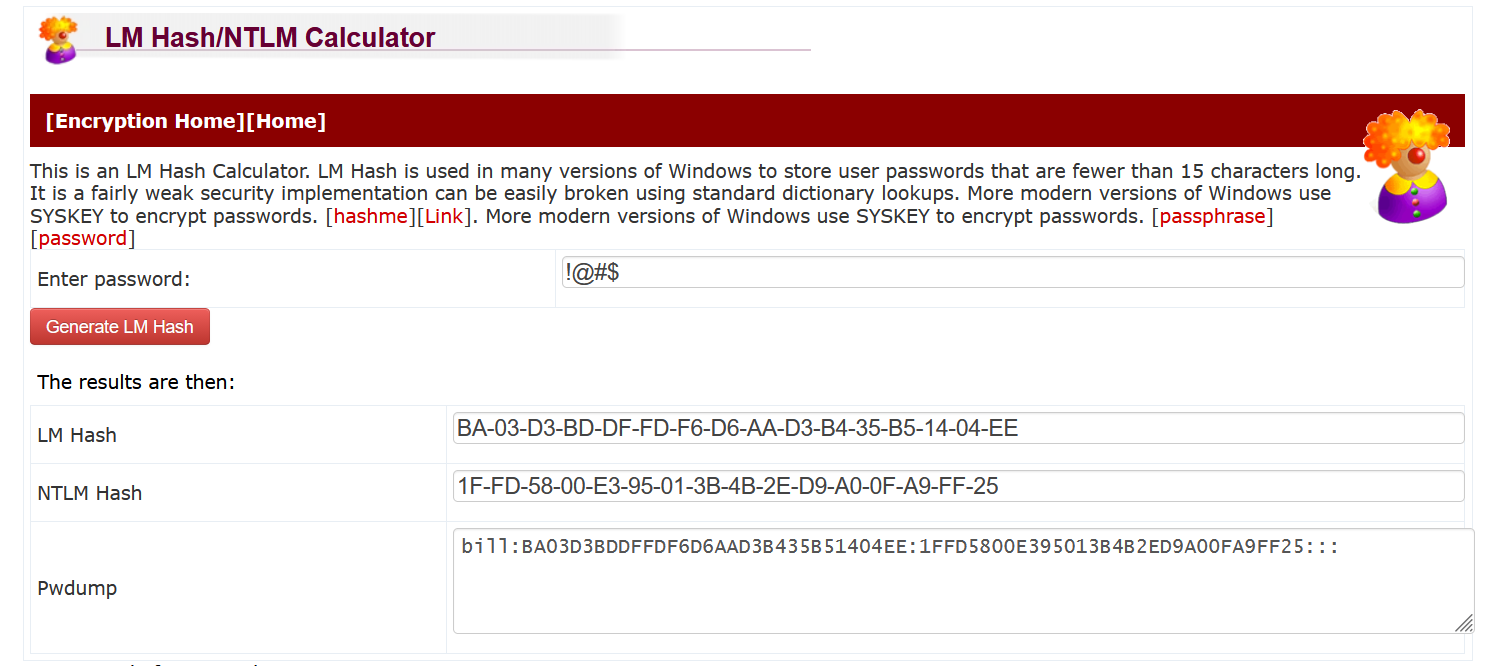 LM Hash/NTLM Calculator
[Encryption Home][Home]
This is an LM Hash Calculator. LM Hash is used in many versions of Windows to store user passwords that are fewer than 15 characters long.
It is a fairly weak security implementation can be easily broken using standard dictionary lookups. More modern versions of Windows use
SYSKEY to encrypt passwords. [hashme][Link]. More modern versions of Windows use SYSKEY to encrypt passwords. [passphrase]
[password]
Enter password: !@#$
Generate LM Hash
The results are then:
LM Hash BA-03-D3-BD-DF-FD-F6-D6-AA-D3-B4-35-B5-14-04-EE
NTLM Hash 1F-FD-58-00-E3-95-01-3B-4B-2E-D9-A0-0F-A9-FF-25
bill:BA03D3BDDFFDF6D6AAD3B435B51404EE:1FFD5800E395013B4B2ED9A00FA9FF25:::
Pwdump